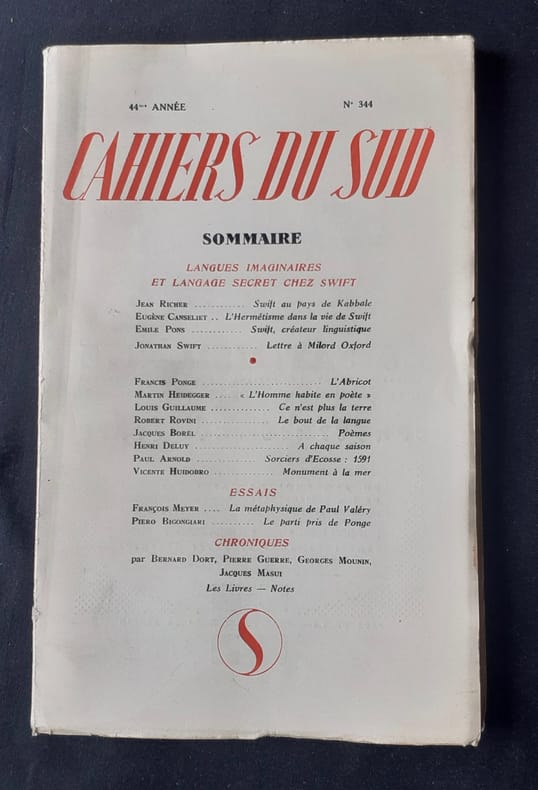 44me ANNÉE N° 344
CAHIERS DU SUD
SOMMAIRE
LANGUES IMAGINAIRES
ET LANGAGE SECRET CHEZ SWIFT
JEAN RICHER ............ Swift au pays de Kabbale
EUGÈNE CANSELIET .. L'Hermétisme dans la vie de Swift
EMILE PONS ............ Swift, créateur linguistique
JONATHAN SWIFT ........... Lettre à Milord Oxford
FRANCIS PONGE .......................... L'Abricot
MARTIN HEIDEGGER .... « L'Homme habite en poète »
LOUIS GUILLAUME ............. Ce n'est plus la terre
ROBERT ROVINI ............... Le bout de la langue
JACQUES BOREL ............................ Poèmes
HENRI DELUY ..................... A chaque saison
PAUL ARNOLD ............. Sorciers d'Ecosse : 1591
VICENTE HUIDOBRO ............. Monument à la mer
ESSAIS
FRANÇOIS MEYER .... La métaphysique de Paul Valéry
PIERO BIGONGIARI .......... Le parti pris de Ponge
CHRONIQUES
par BERNARD DORT, PIERRE GUERRE, GEORGES MOUNIN,
JACQUES MASUI
Les Livres — Notes
S